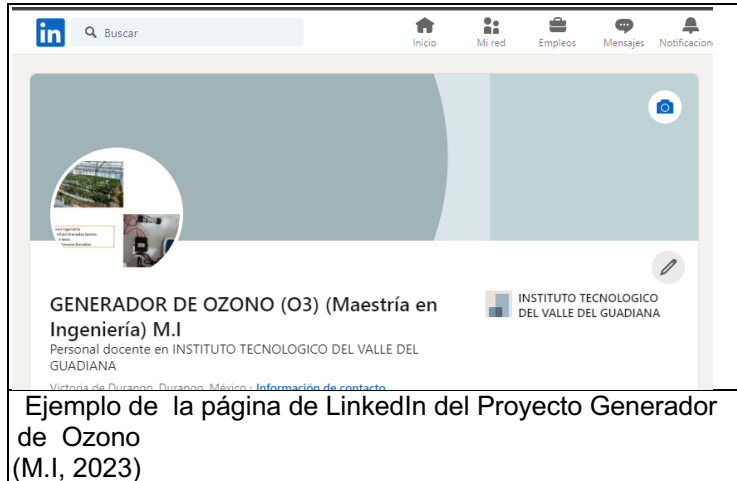 in Buscar
Inicio Mi red Empleos Mensajes Notificacion
GENERADOR DE OZONO (O3) (Maestría en
Ingeniería) M.I
Personal docente en INSTITUTO TECNOLOGICO DEL VALLE DEL
GUADIANA
INSTITUTO TECNOLOGICO
DEL VALLE DEL GUADIANA
Victoria de Durango, Durango, México · Información de contacto
Ejemplo de la página de LinkedIn del Proyecto Generador
de Ozono
(M.I, 2023)